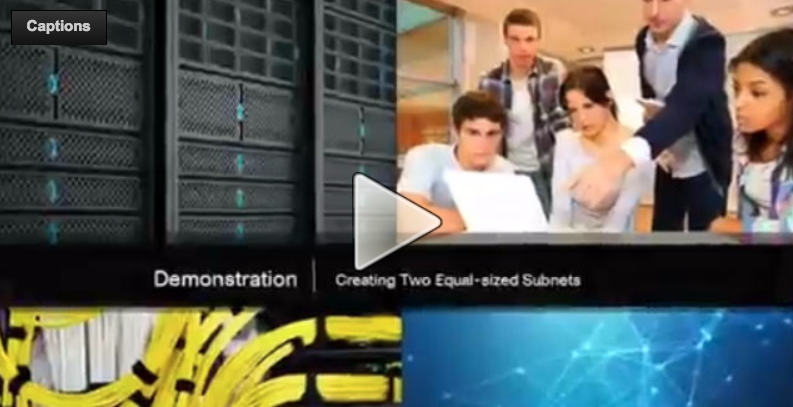 Captions
Demonstration | Creating Two Equal-sized Subnets